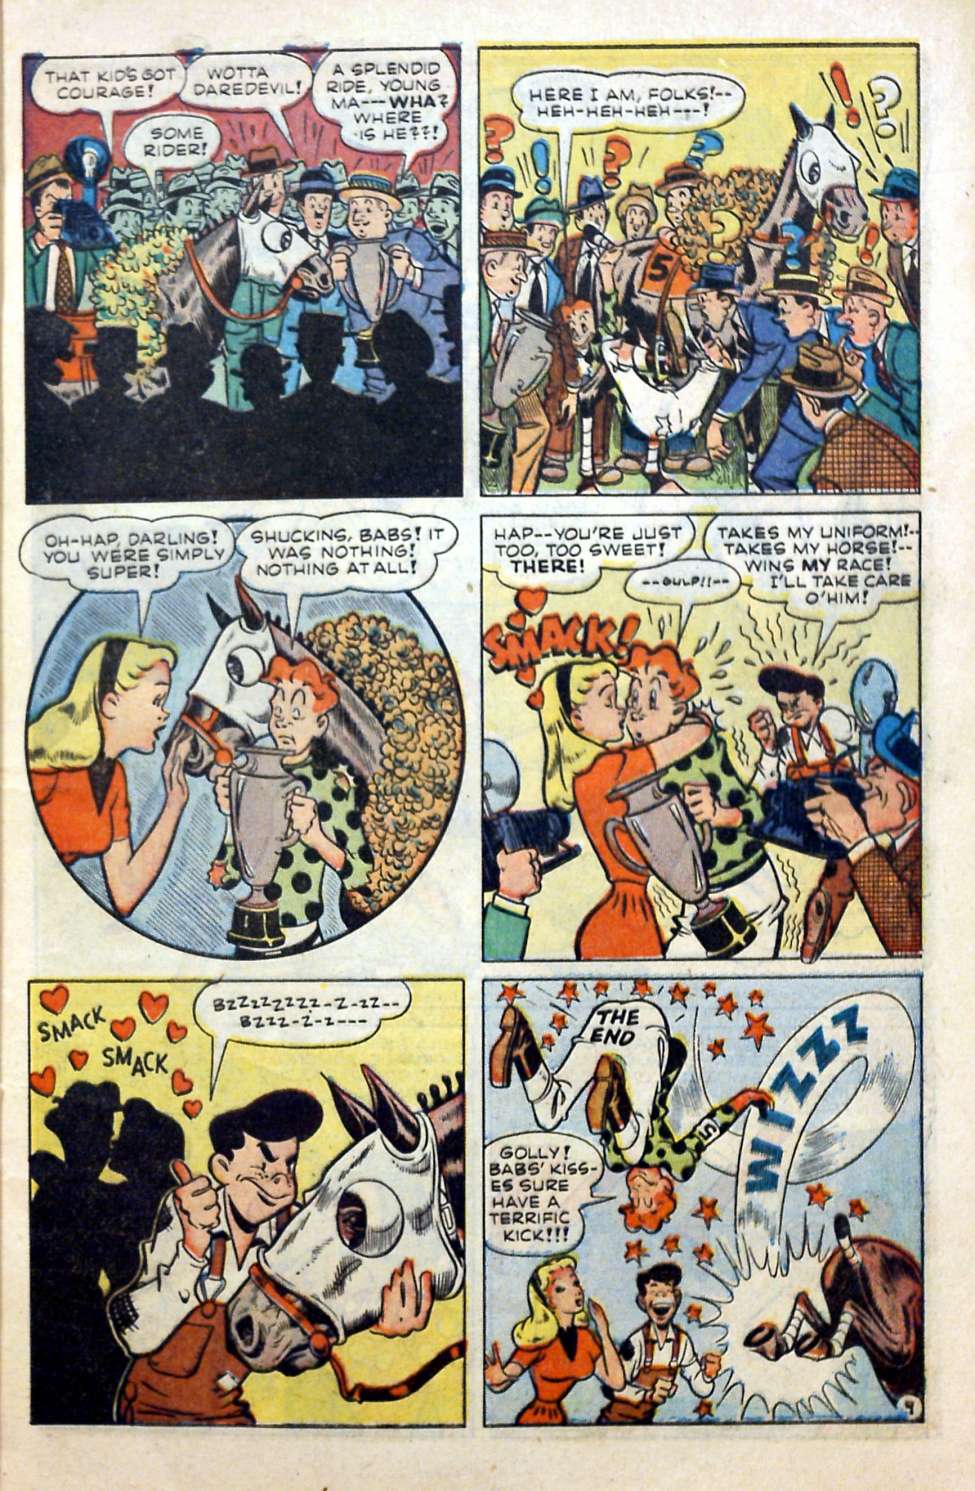 THAT KID'S GOT
COURAGE!
WOTTA
DAREDEVIL!
A SPLENDID
RIDE, YOUNG
MA--- WHA?
WHERE
IS HE??!
SOME
RIDER!
HERE I AM, FOLKS!--
HEH-HEH-HEH---!
5
OH-HAP, DARLING!
YOU WERE SIMPLY
SUPER!
SHUCKINS, BABS! IT
WAS NOTHING!
NOTHING AT ALL!
1
HAP--YOU'RE JUST
TOO, TOO SWEET!
THERE!
--GULP!!--
TAKES MY UNIFORM!--
TAKES MY HORSE!--
WINS MY RACE!
I'LL TAKE CARE
O'HIM!
SMACK!
BZZZZZZZZ-Z-ZZ--
BZZZ-Z-Z---
SMACK
SMACK
THE
END
WIZZZ
5
GOLLY!
BABS' KISS-
ES SURE
HAVE A
TERRIFIC
KICK!!!
9